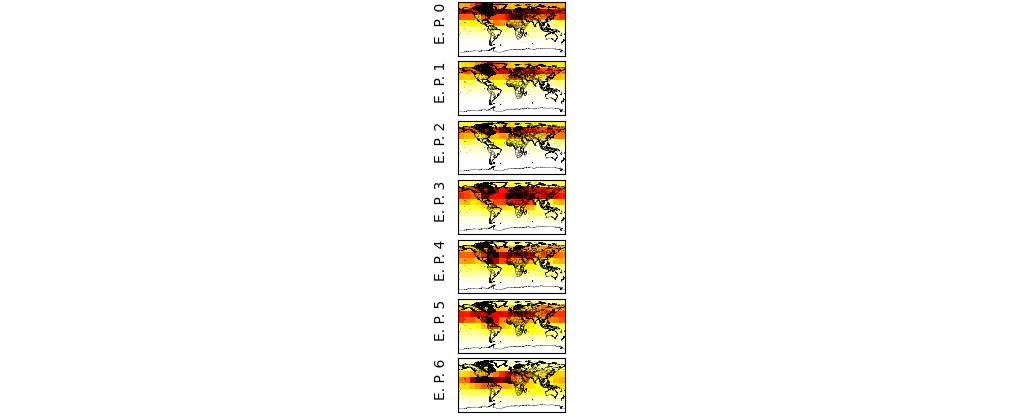 E. P. 0
E. P. 1
E. P. 2
E. P. 3
E. P. 4
E. P. 5
E. P. 6